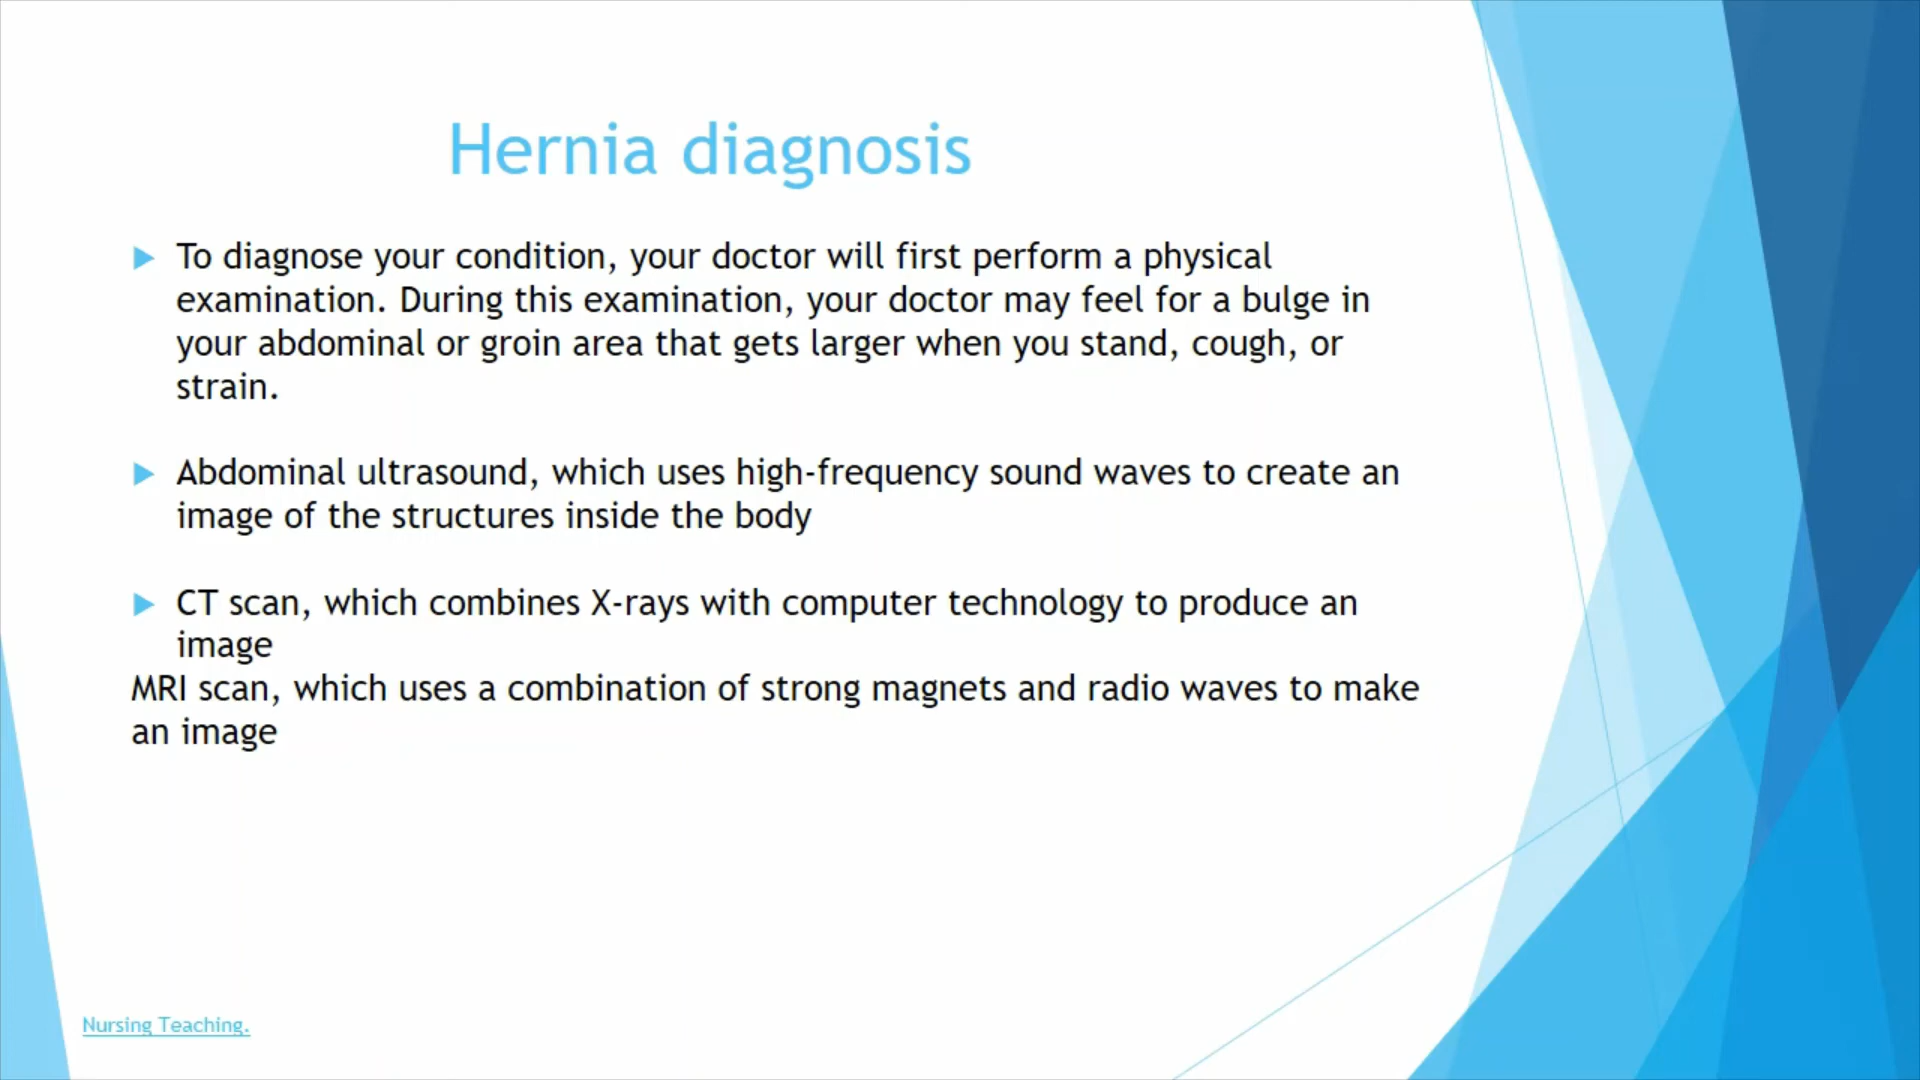 Hernia diagnosis
To diagnose your condition, your doctor will first perform a physical
examination. During this examination, your doctor may feel for a bulge in
your abdominal or groin area that gets larger when you stand, cough, or
strain.
Abdominal ultrasound, which uses high-frequency sound waves to create an
image of the structures inside the body
CT scan, which combines X-rays with computer technology to produce an
image
MRI scan, which uses a combination of strong magnets and radio waves to make
an image
Nursing Teaching.